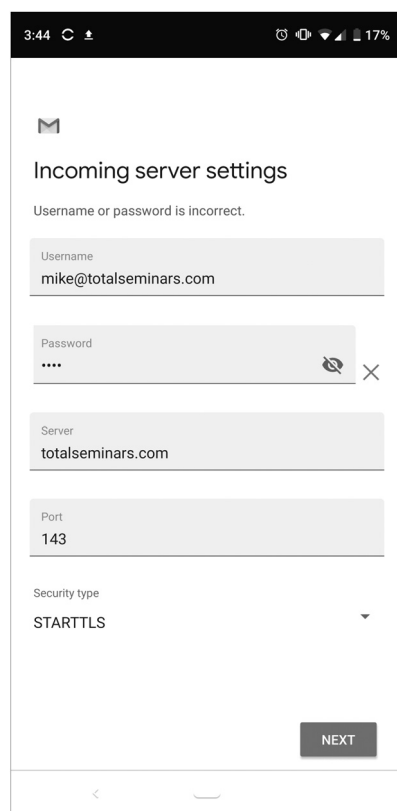 3:44 17%
Incoming server settings
Username or password is incorrect.
Username
mike@totalseminars.com
Password
••••
Server
totalseminars.com
Port
143
Security type
STARTTLS
NEXT